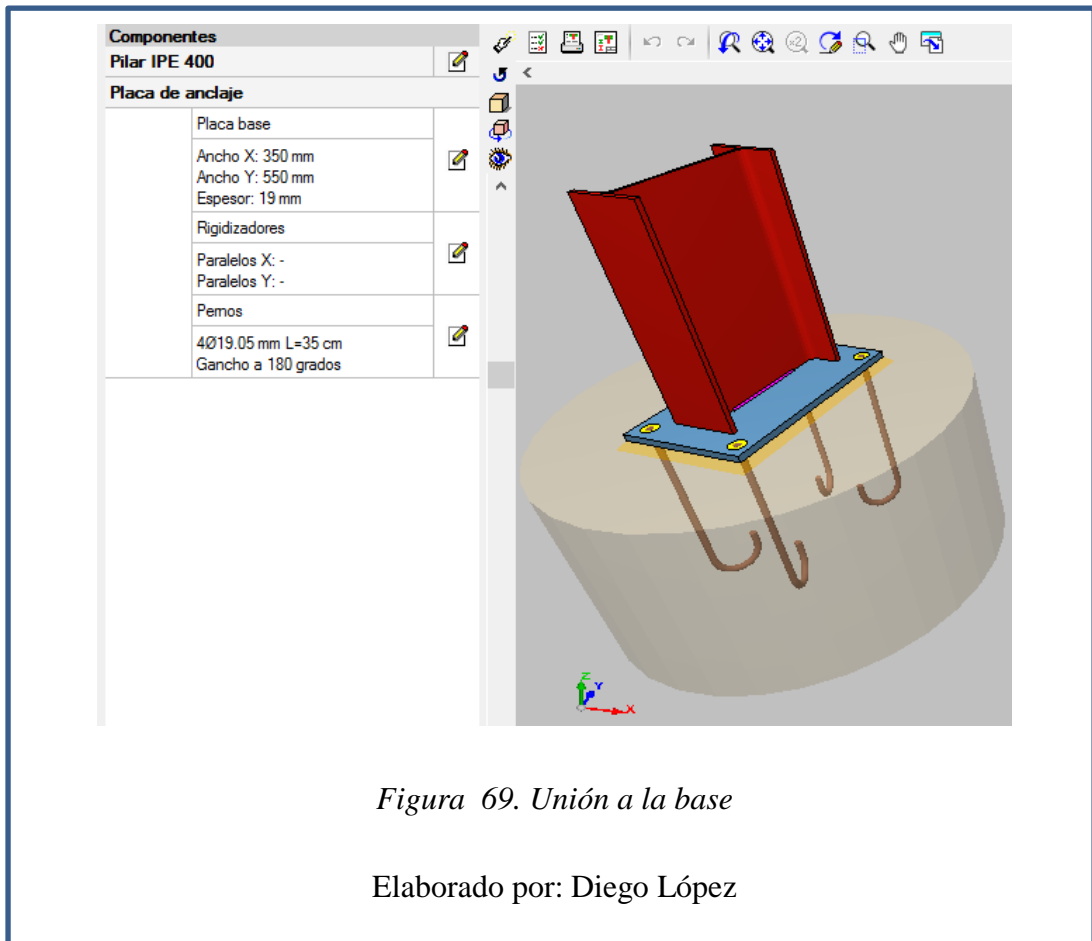 Componentes
Pilar IPE 400
Placa de anclaje
Placa base
Ancho X: 350 mm
Ancho Y: 550 mm
Espesor: 19 mm
Rigidizadores
Paralelos X: -
Paralelos Y: -
Pernos
4Ø19.05 mm L=35 cm
Gancho a 180 grados
Z
Y
X
Figura 69. Unión a la base
Elaborado por: Diego López